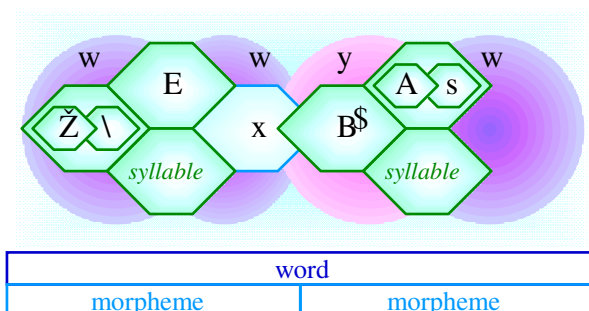 w w y w
E A s
Ž \ x B$
syllable syllable
word
morpheme morpheme